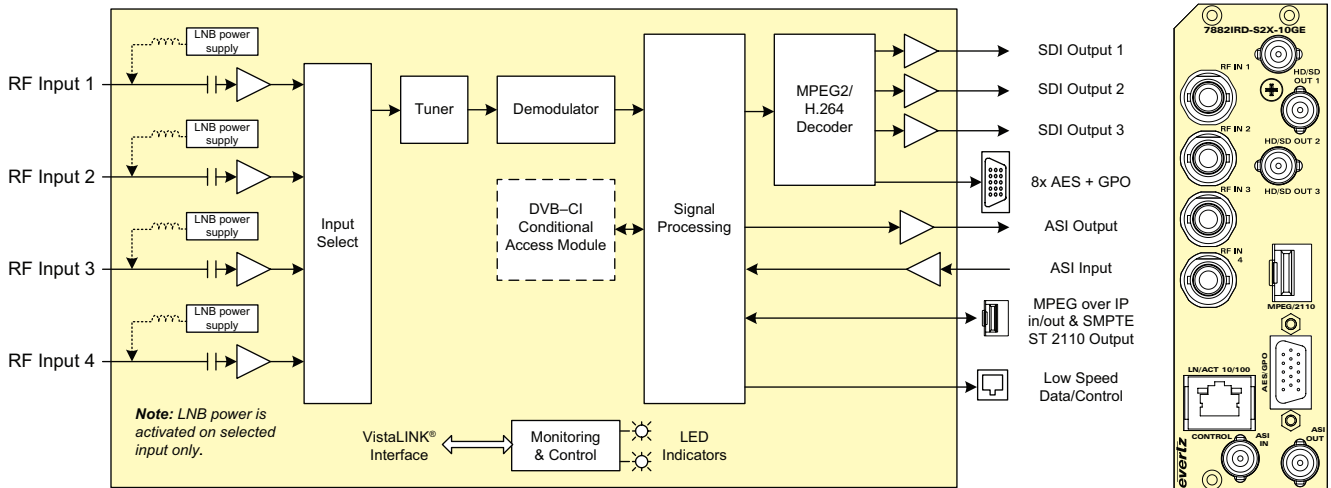 LNB power
supply
RF Input 1
LNB power
supply
RF Input 2
LNB power
supply
RF Input 3
LNB power
supply
RF Input 4
Note: LNB power is
activated on selected
input only.
Input
Select
Tuner
Demodulator
DVB–CI
Conditional
Access Module
Signal
Processing
MPEG2/
H.264
Decoder
VistaLINK®
Interface
Monitoring
& Control
LED
Indicators
SDI Output 1
SDI Output 2
SDI Output 3
8x AES + GPO
ASI Output
ASI Input
MPEG over IP
in/out & SMPTE
ST 2110 Output
Low Speed
Data/Control
7882IRD-S2X-10GE
RF IN 1
HD/SD
OUT 1
RF IN 2
HD/SD OUT 2
RF IN 3
HD/SD OUT 3
RF IN
4
MPEG/2110
LN/ACT 10/100
AES/GPO
CONTROL
ASI
IN
ASI
OUT
evertz